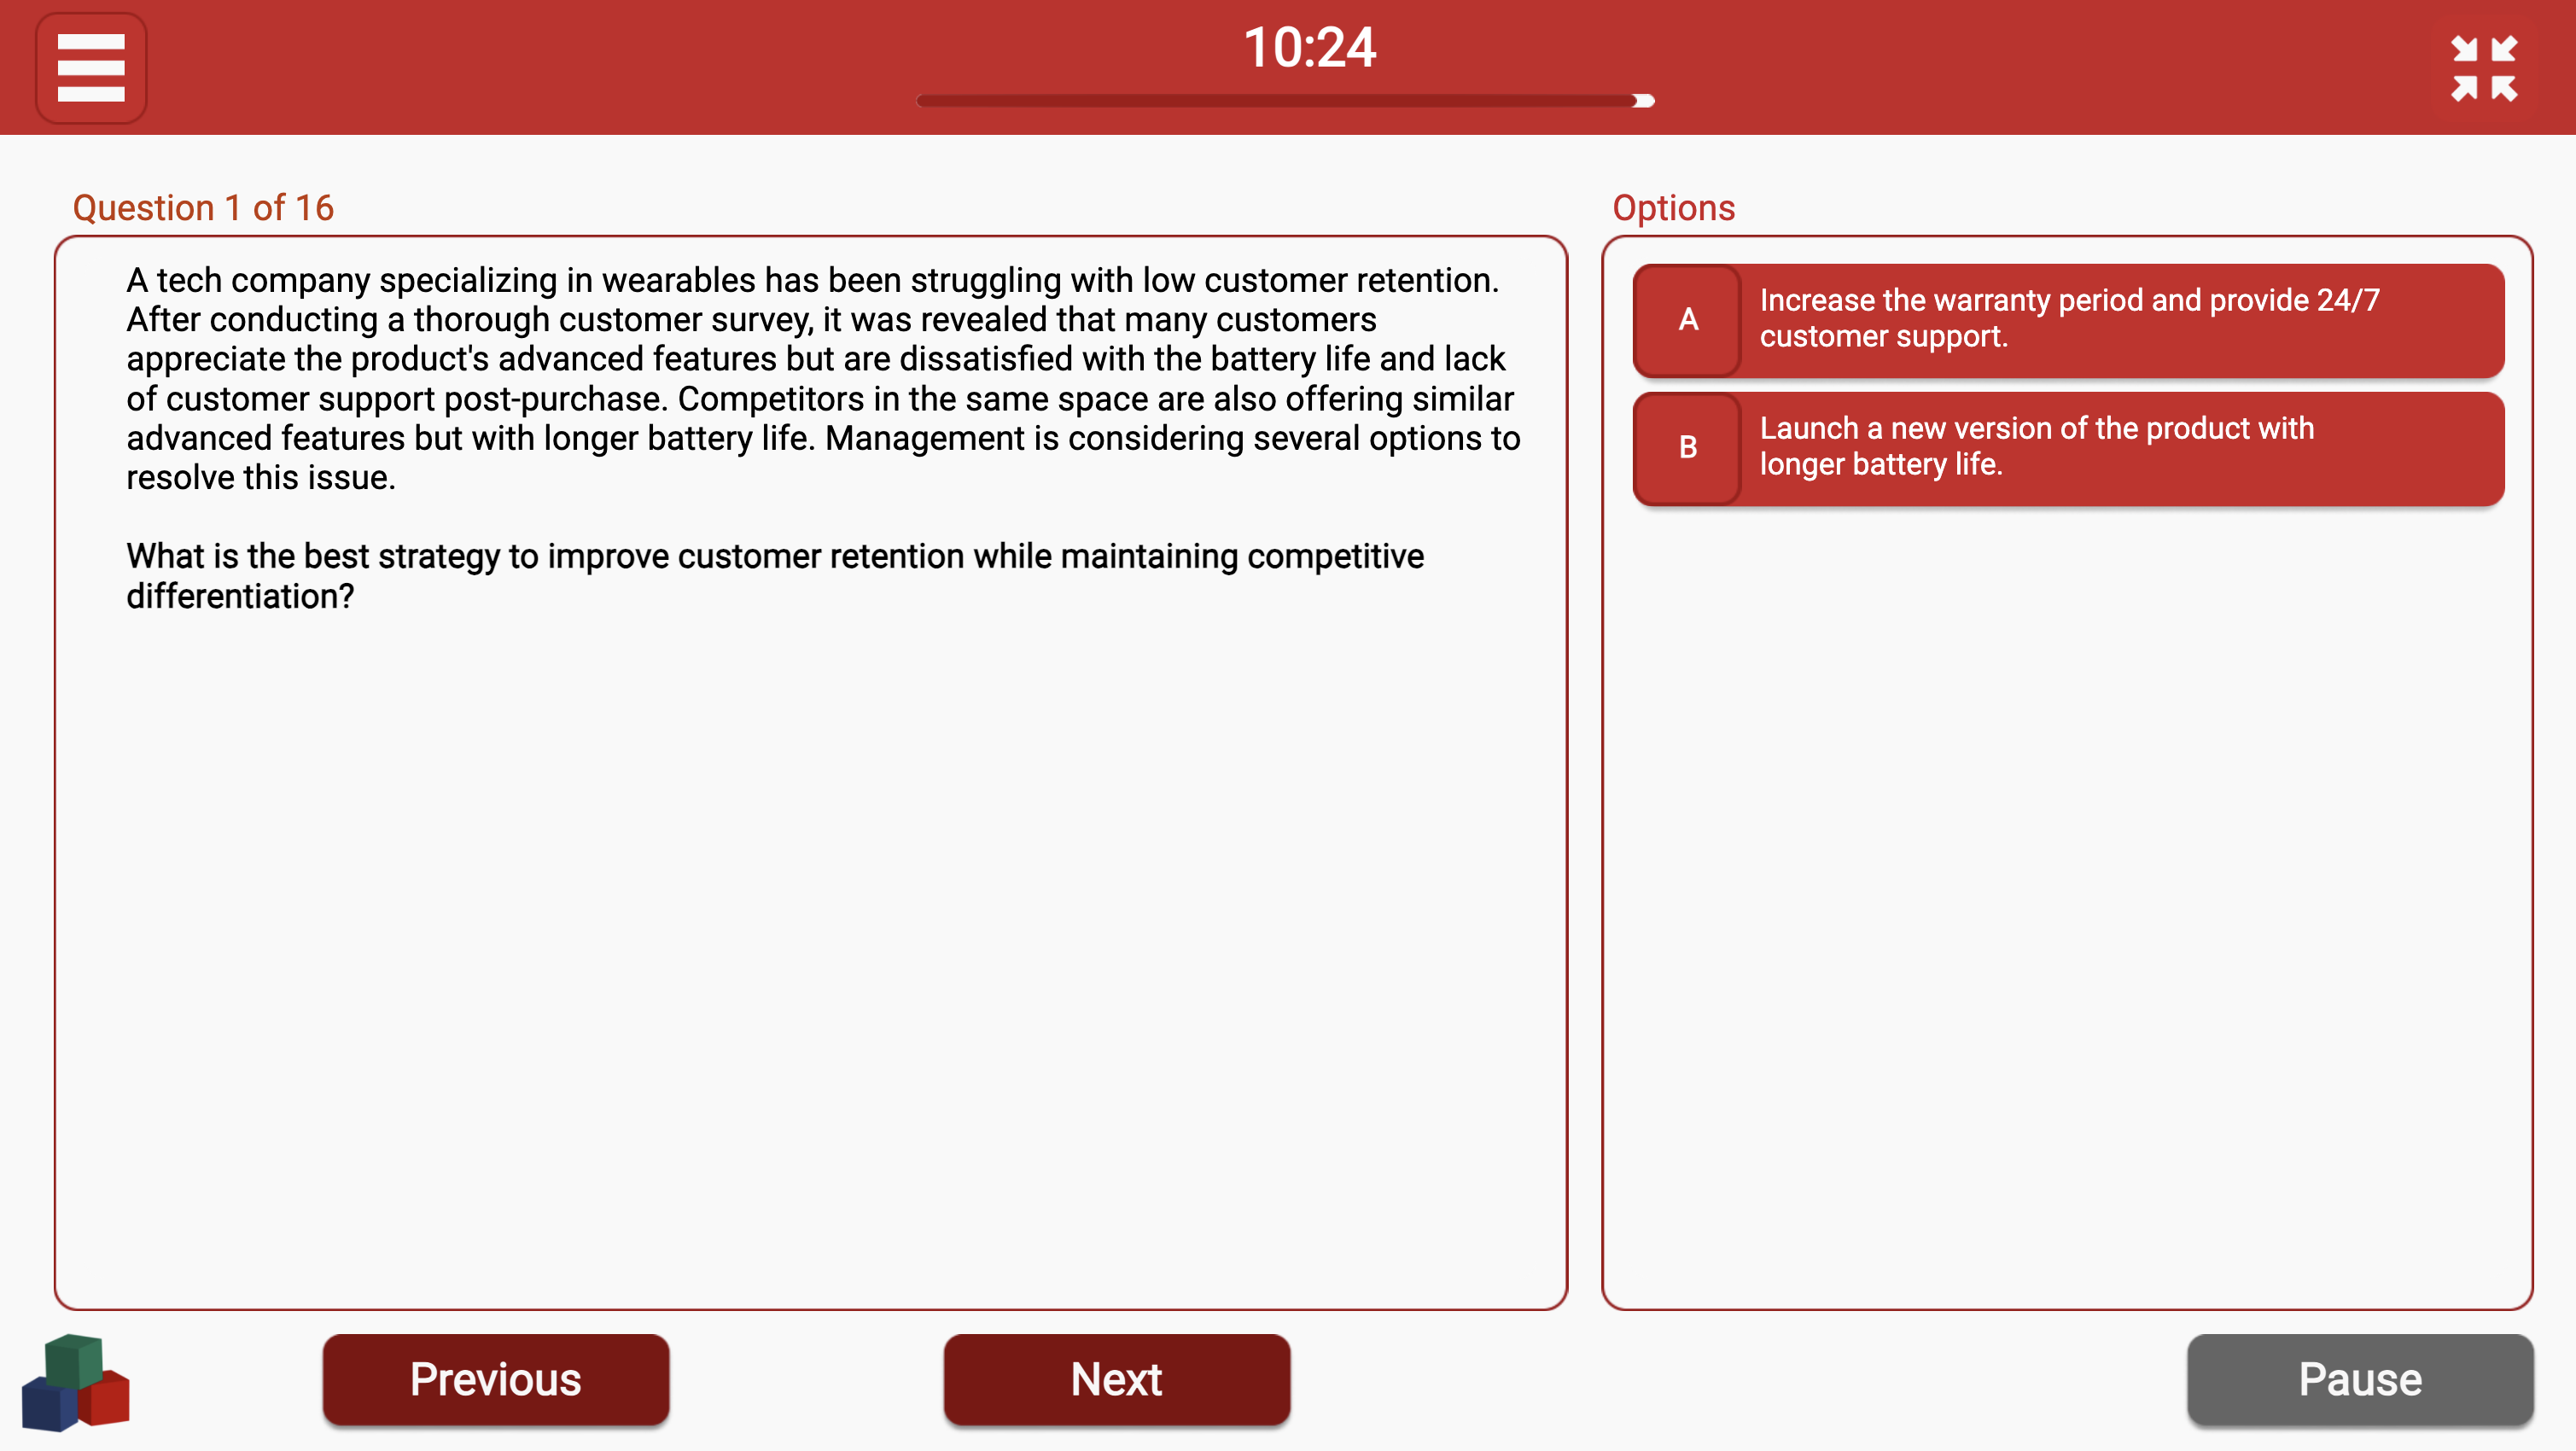 10:24
Question 1 of 16
A tech company specializing in wearables has been struggling with low customer retention.
After conducting a thorough customer survey, it was revealed that many customers
appreciate the product's advanced features but are dissatisfied with the battery life and lack
of customer support post-purchase. Competitors in the same space are also offering similar
advanced features but with longer battery life. Management is considering several options to
resolve this issue.
What is the best strategy to improve customer retention while maintaining competitive
differentiation?
Options
A
Increase the warranty period and provide 24/7
customer support.
B
Launch a new version of the product with
longer battery life.
Previous
Next
Pause